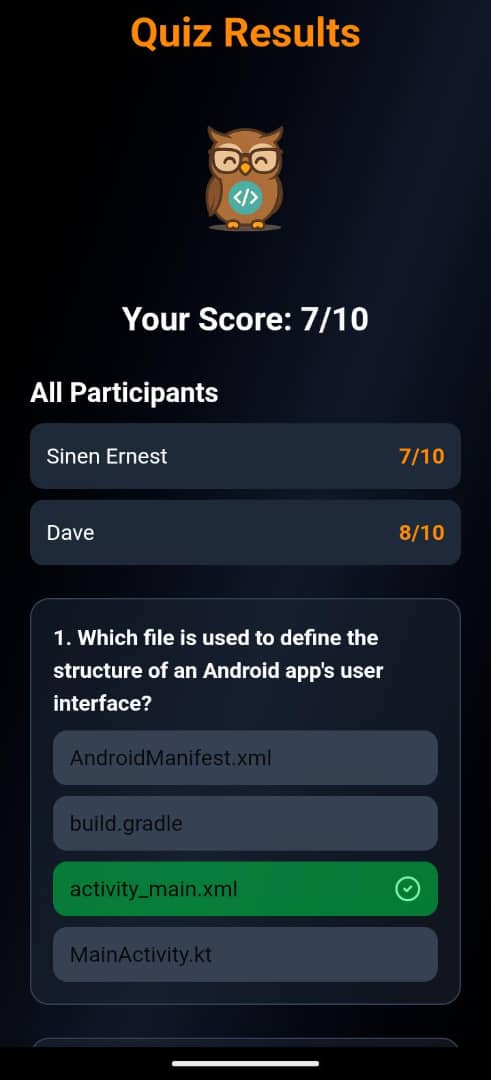 Quiz Results
</>
Your Score: 7/10
All Participants
Sinen Ernest 7/10
Dave 8/10
1. Which file is used to define the
structure of an Android app's user
interface?
AndroidManifest.xml
build.gradle
activity_main.xml
MainActivity.kt